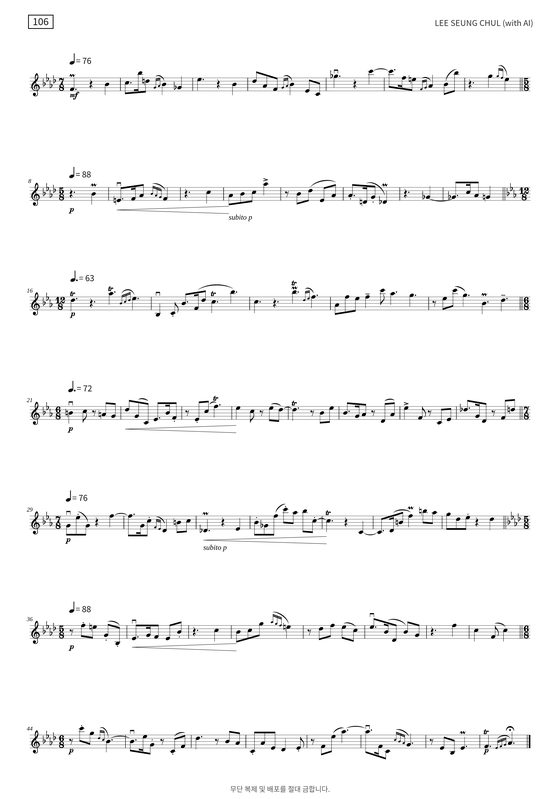 106
LEE SEUNG CHUL (with AI)
= 76
mf
8
= 88
p
subito p
16
= 63
p
21
= 72
p
29
= 76
p
subito p
36
= 88
p
44
p
p
무단 복제 및 배포를 절대 금합니다.